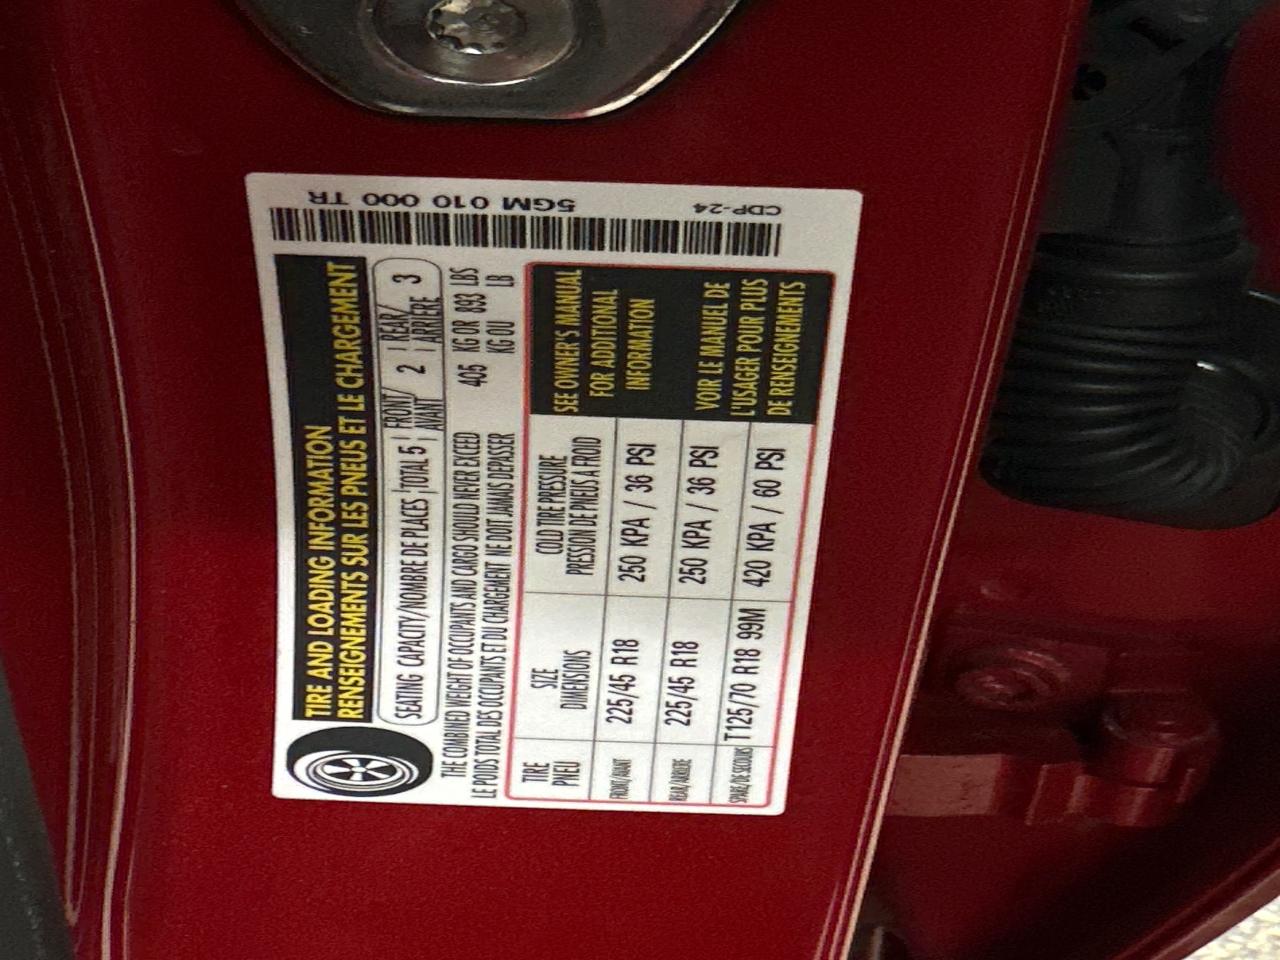 TIRE AND LOADING INFORMATION
RENSEIGNEMENTS SUR LES PNEUS ET LE CHARGEMENT
SEATING CAPACITY/NOMBRE DE PLACES | TOTAL 5 | FRONT/AVANT 2 | REAR/ARRIÈRE 3
THE COMBINED WEIGHT OF OCCUPANTS AND CARGO SHOULD NEVER EXCEED 405 KG OR 893 LBS
LE POIDS TOTAL DES OCCUPANTS ET DU CHARGEMENT NE DOIT JAMAIS DÉPASSER KG OU LB
TIRE SIZE COLD TIRE PRESSURE
PNEU DIMENSIONS PRESSION DE PNEUS À FROID
FRONT/AVANT 225/45 R18 250 KPA / 36 PSI
REAR/ARRIÈRE 225/45 R18 250 KPA / 36 PSI
SPARE/DE SECOURS T125/70 R18 99M 420 KPA / 60 PSI
SEE OWNER'S MANUAL
FOR ADDITIONAL
INFORMATION
VOIR LE MANUEL DE
L'USAGER POUR PLUS
DE RENSEIGNEMENTS
5GM 010 000 TR
CDP-24